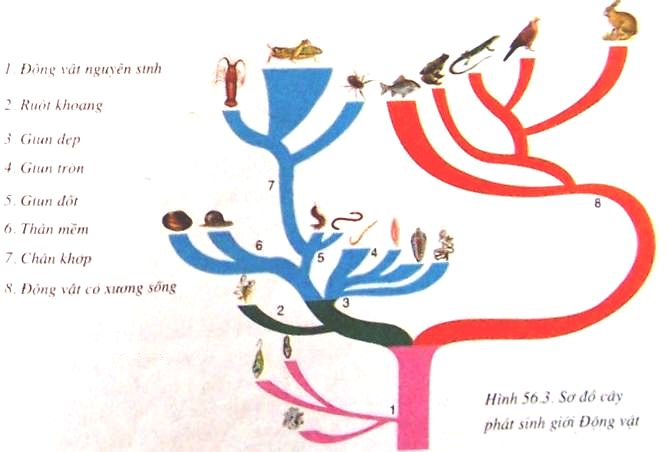 1 Động vật nguyên sinh
2 Ruột khoang
3 Giun dẹp
4 Giun tròn
5. Giun đốt
6. Thân mềm
7. Chân khớp
8. Động vật có xương sống
7
6
5
4
3
2
8
1
Hình 56.3. Sơ đồ cây
phát sinh giới Động vật